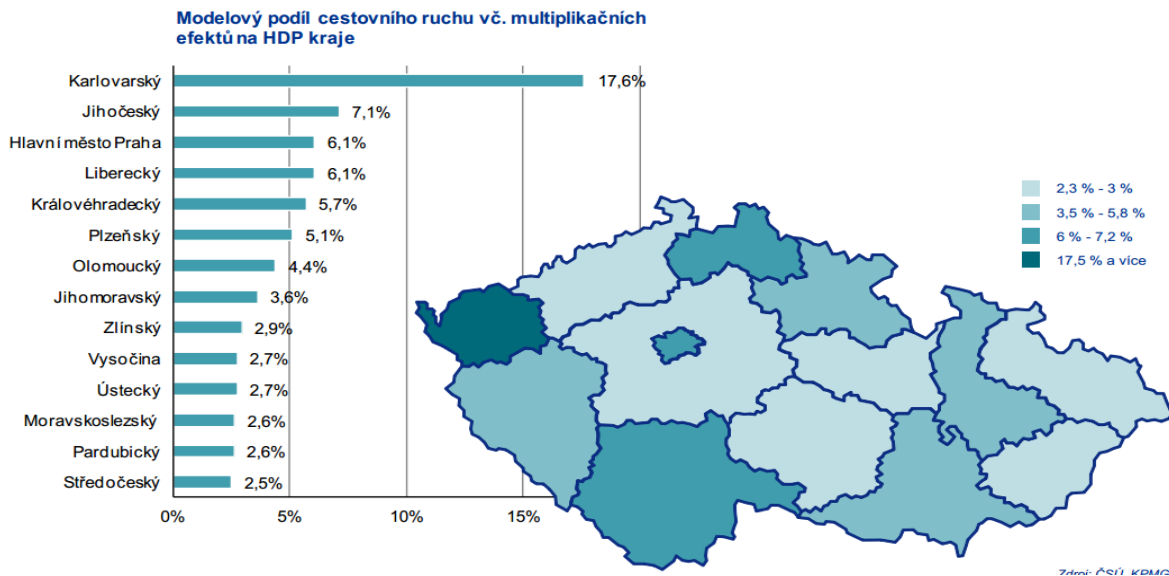 Modelový podíl cestovního ruchu vč. multiplikačních
efektů na HDP kraje
Karlovarský 17,6%
Jihočeský 7,1%
Hlavní město Praha 6,1%
Liberecký 6,1%
Královéhradecký 5,7%
Plzeňský 5,1%
Olomoucký 4,4%
Jihomoravský 3,6%
Zlínský 2,9%
Vysočina 2,7%
Ústecký 2,7%
Moravskoslezský 2,6%
Pardubický 2,6%
Středočeský 2,5%
0% 5% 10% 15%
2,3 % - 3 %
3,5 % - 5,8 %
6 % - 7,2 %
17,5 % a více
Zdroj: ČSÚ, KPMG